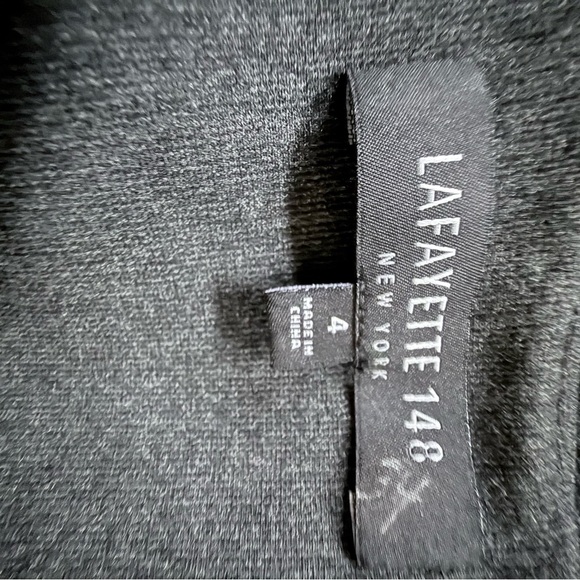 LAFAYETTE 148
NEW YORK
4
MADE IN
CHINA